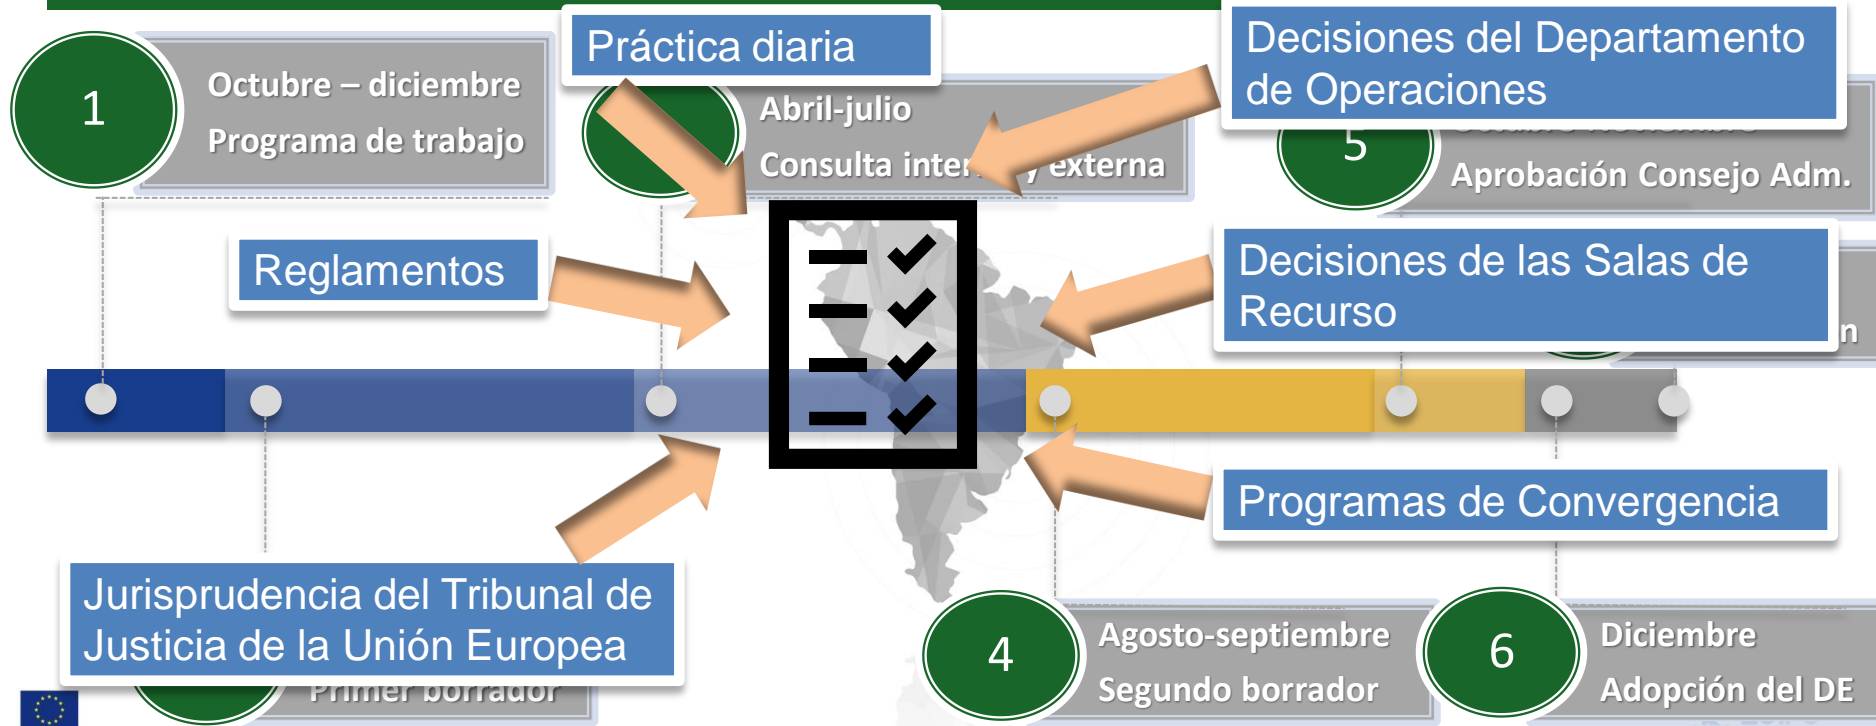 Práctica diaria
Decisiones del Departamento
de Operaciones
1
Octubre – diciembre
Programa de trabajo
Abril-julio
Consulta externa
5
Aprobación Consejo Adm.
Reglamentos
Decisiones de las Salas de
Recurso
Programas de Convergencia
Jurisprudencia del Tribunal de
Justicia de la Unión Europea
Primer borrador
4
Agosto-septiembre
Segundo borrador
6
Diciembre
Adopción del DE